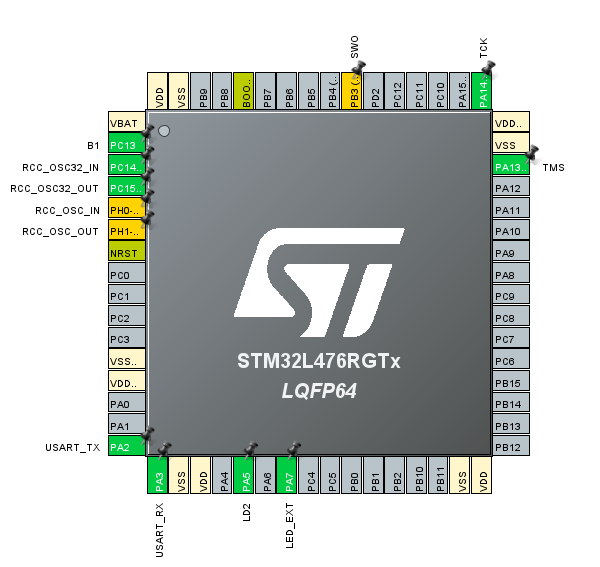 SWO
TCK
VDD
VSS
PB9
PB8
BOO..
PB7
PB6
PB5
PB4 (..
PB3 (..
PD2
PC12
PC11
PC10
PA15..
PA14..
VBAT
B1 PC13
RCC_OSC32_IN PC14..
RCC_OSC32_OUT PC15..
RCC_OSC_IN PH0-..
RCC_OSC_OUT PH1-..
NRST
PC0
PC1
PC2
PC3
VSS..
VDD..
PA0
PA1
USART_TX PA2
VDD..
VSS
PA13.. TMS
PA12
PA11
PA10
PA9
PA8
PC9
PC8
PC7
PC6
PB15
PB14
PB13
PB12
ST
STM32L476RGTx
LQFP64
PA3
VSS
VDD
PA4
PA5
PA6
PA7
PC4
PC5
PB0
PB1
PB2
PB10
PB11
VSS
VDD
USART_RX
LD2
LED_EXT